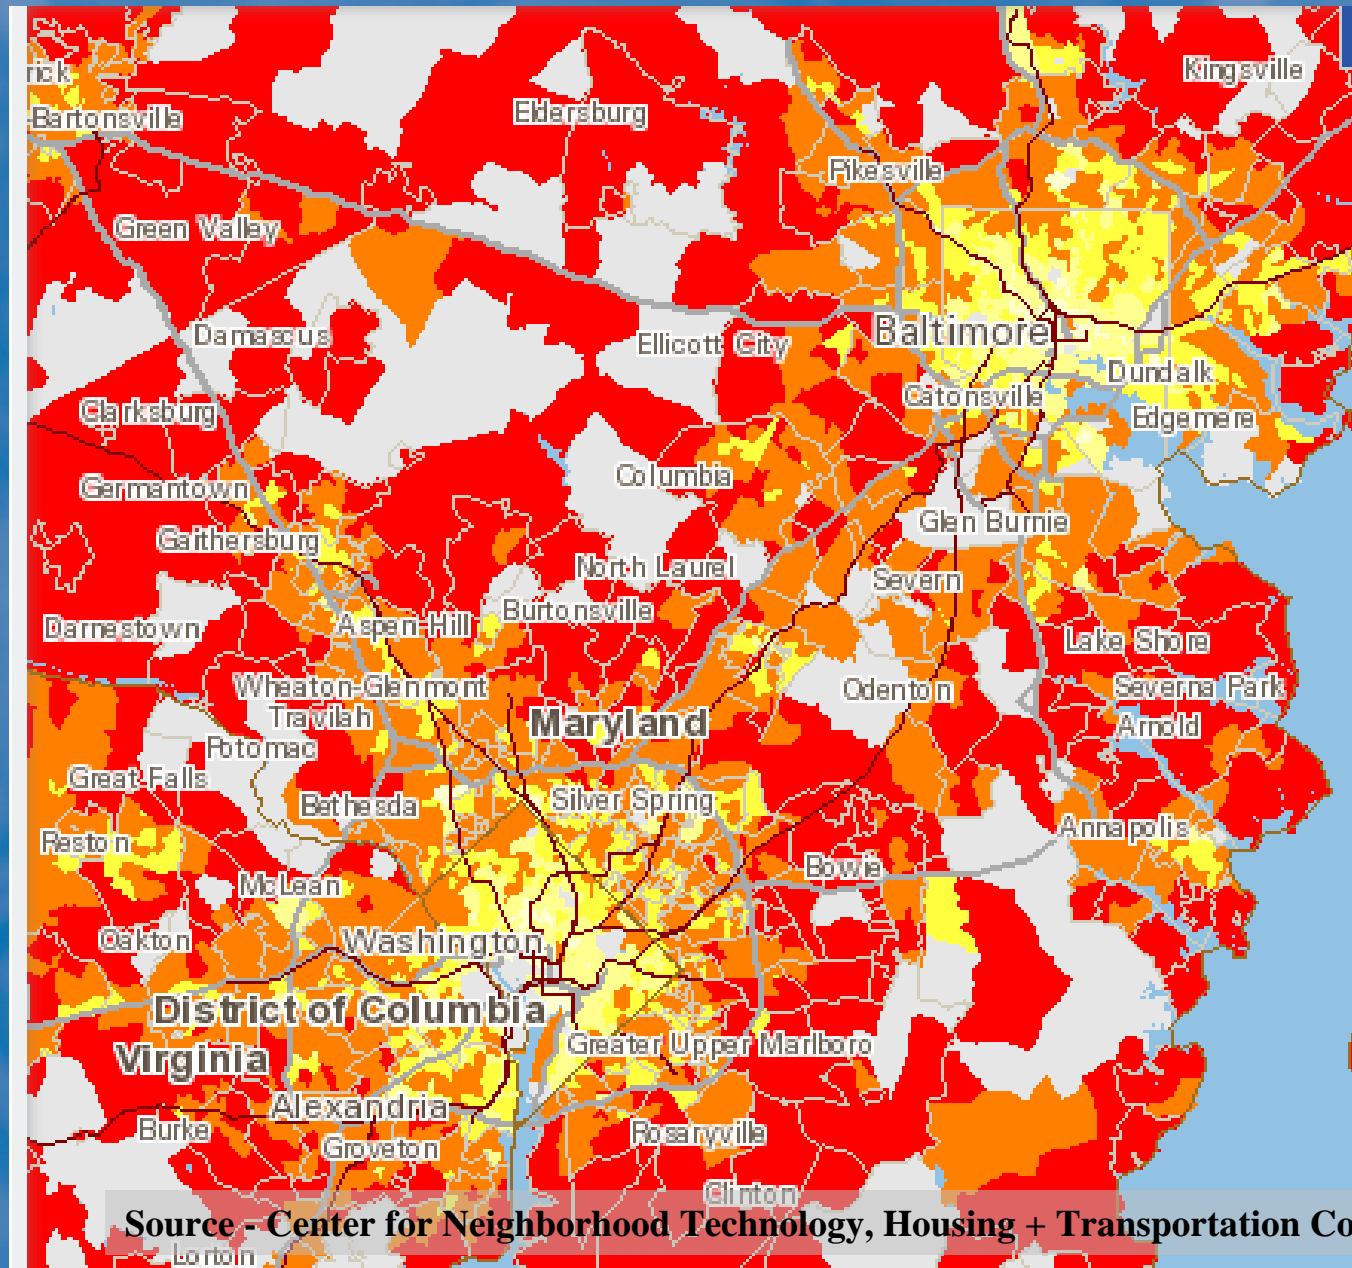 Kingsville
rick
Eldersburg
Bartonsville
Pikesville
Green Valley
Damascus
Ellicott City
Baltimore
Dundalk
Catonsville
Clarksburg
Edgemere
Columbia
Germantown
Glen Burnie
Gaithersburg
North Laurel
Severn
Burtonsville
Darnestown
Aspen-Hill
Lake Shore
Wheaton-Glenmont
Severna Park
Odenton
Travilah
Maryland
Arnold
Potomac
Great-Falls
Bethesda
Silver Spring
Annapolis
Reston
Bowie
McLean
Oakton
Washington
District of Columbia
Greater Upper Marlboro
Virginia
Alexandria
Burke
Rosaryville
Groveton
Clinton
Source - Center for Neighborhood Technology, Housing + Transportation Co
Lorton